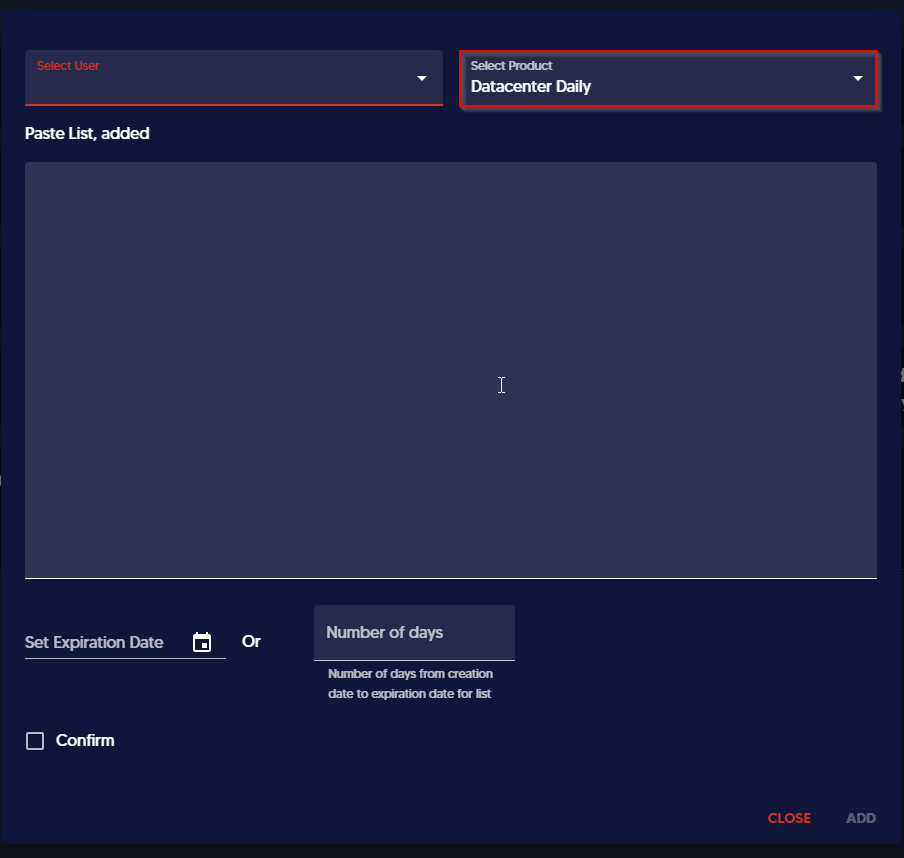 Select User
Select Product
Datacenter Daily
Paste List, added
Set Expiration Date
Or
Number of days
Number of days from creation
date to expiration date for list
Confirm
CLOSE
ADD